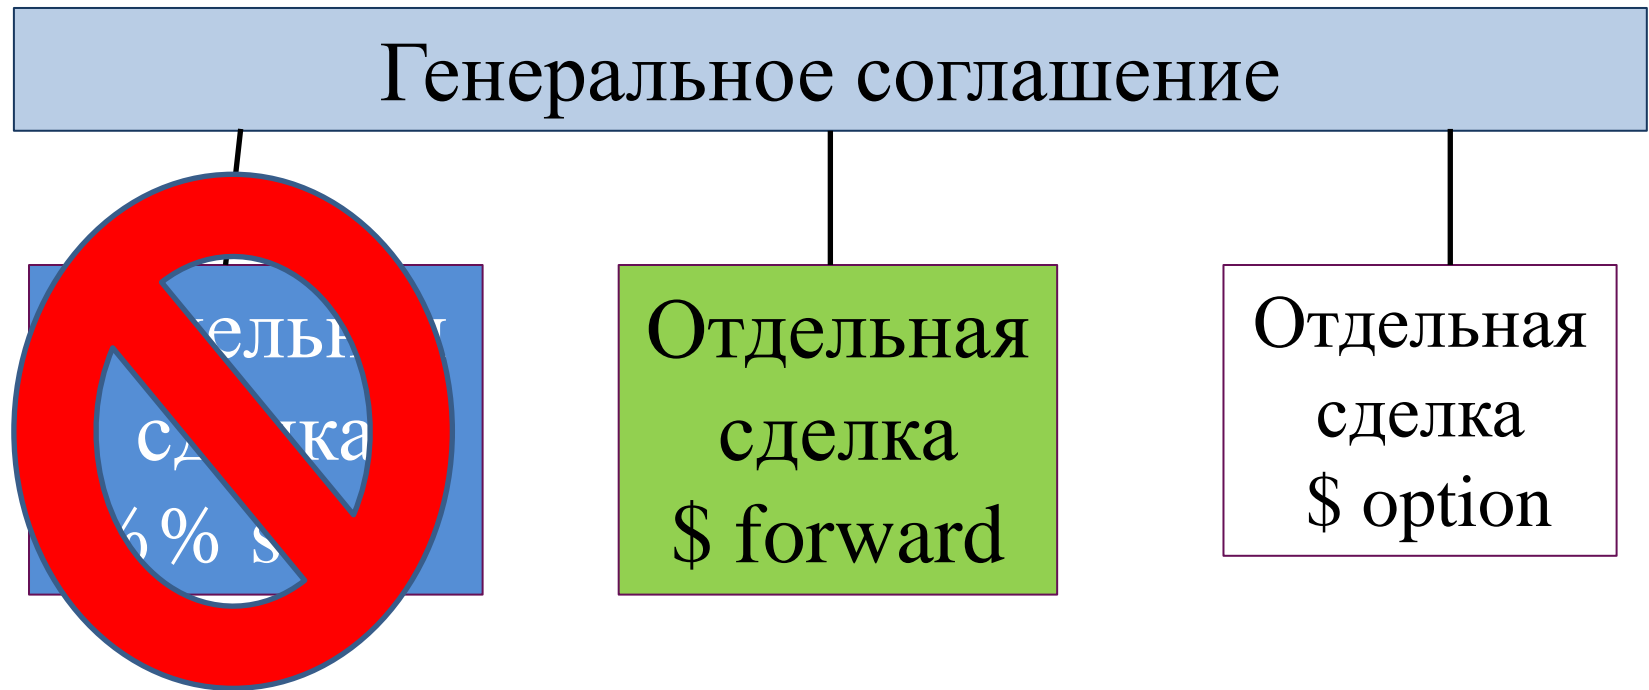 Генеральное соглашение
Отдельная
сделка
$ forward
Отдельная
сделка
$ option